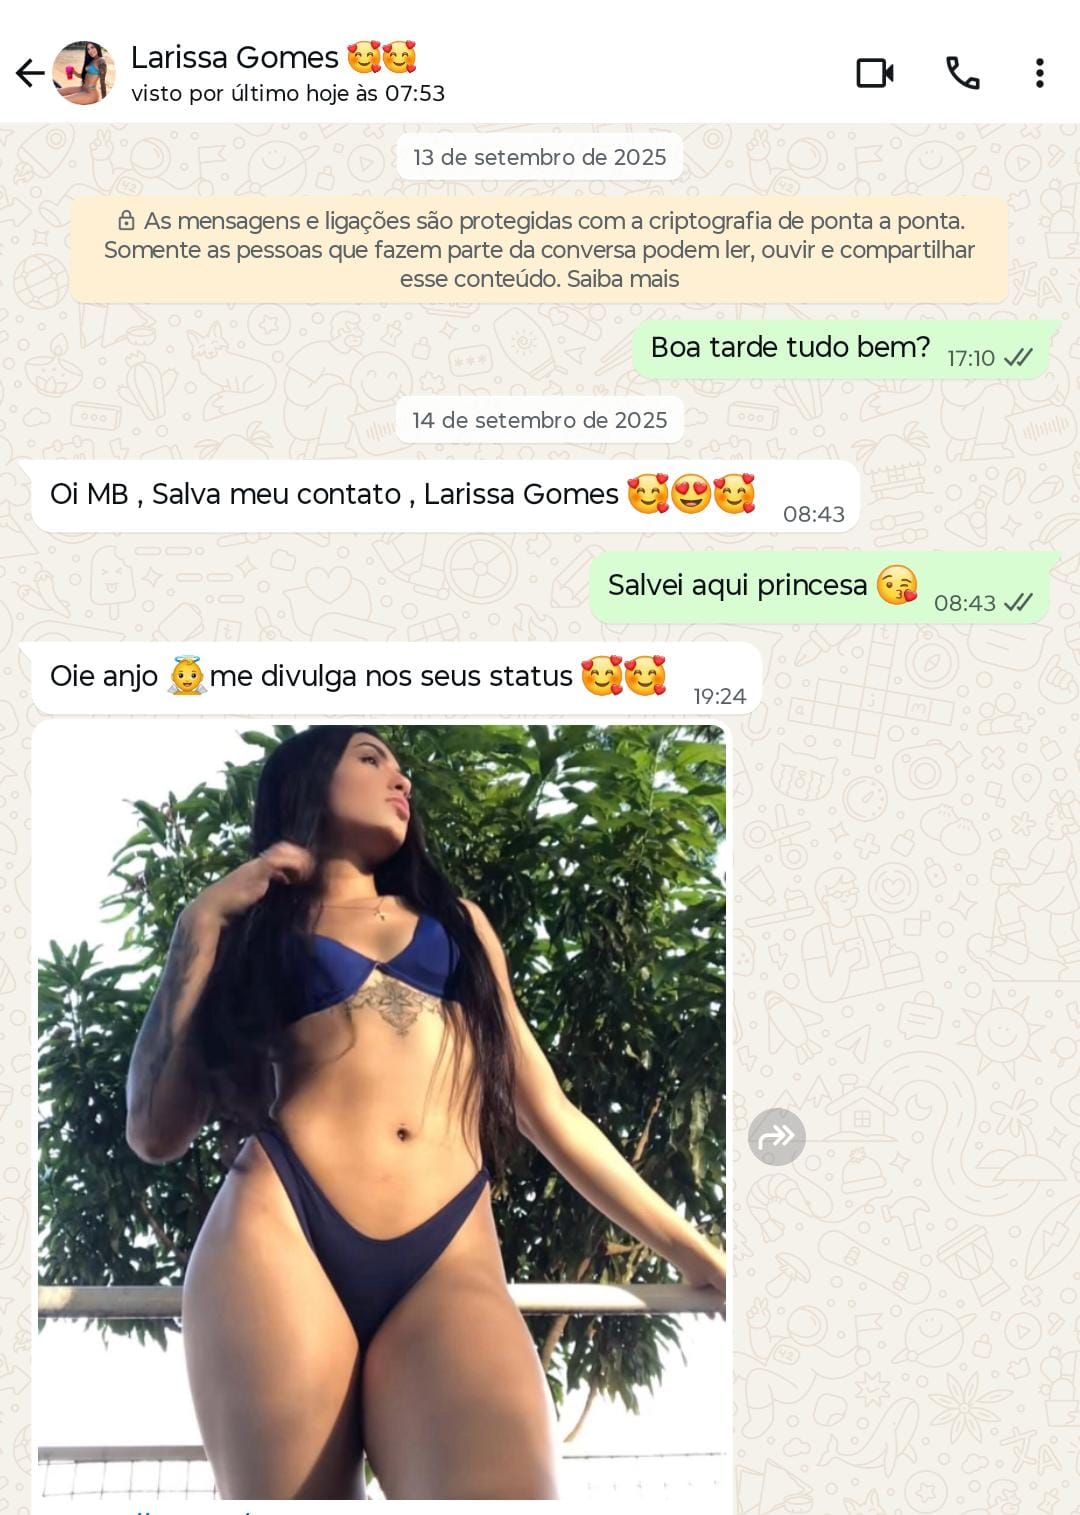 Larissa Gomes 🥰🥰
visto por último hoje às 07:53
13 de setembro de 2025
As mensagens e ligações são protegidas com a criptografia de ponta a ponta.
Somente as pessoas que fazem parte da conversa podem ler, ouvir e compartilhar
esse conteúdo. Saiba mais
Boa tarde tudo bem? 17:10
14 de setembro de 2025
Oi MB , Salva meu contato , Larissa Gomes 🥰😍🥰 08:43
Salvei aqui princesa 😘 08:43
Oie anjo 👼me divulga nos seus status 🥰🥰 19:24